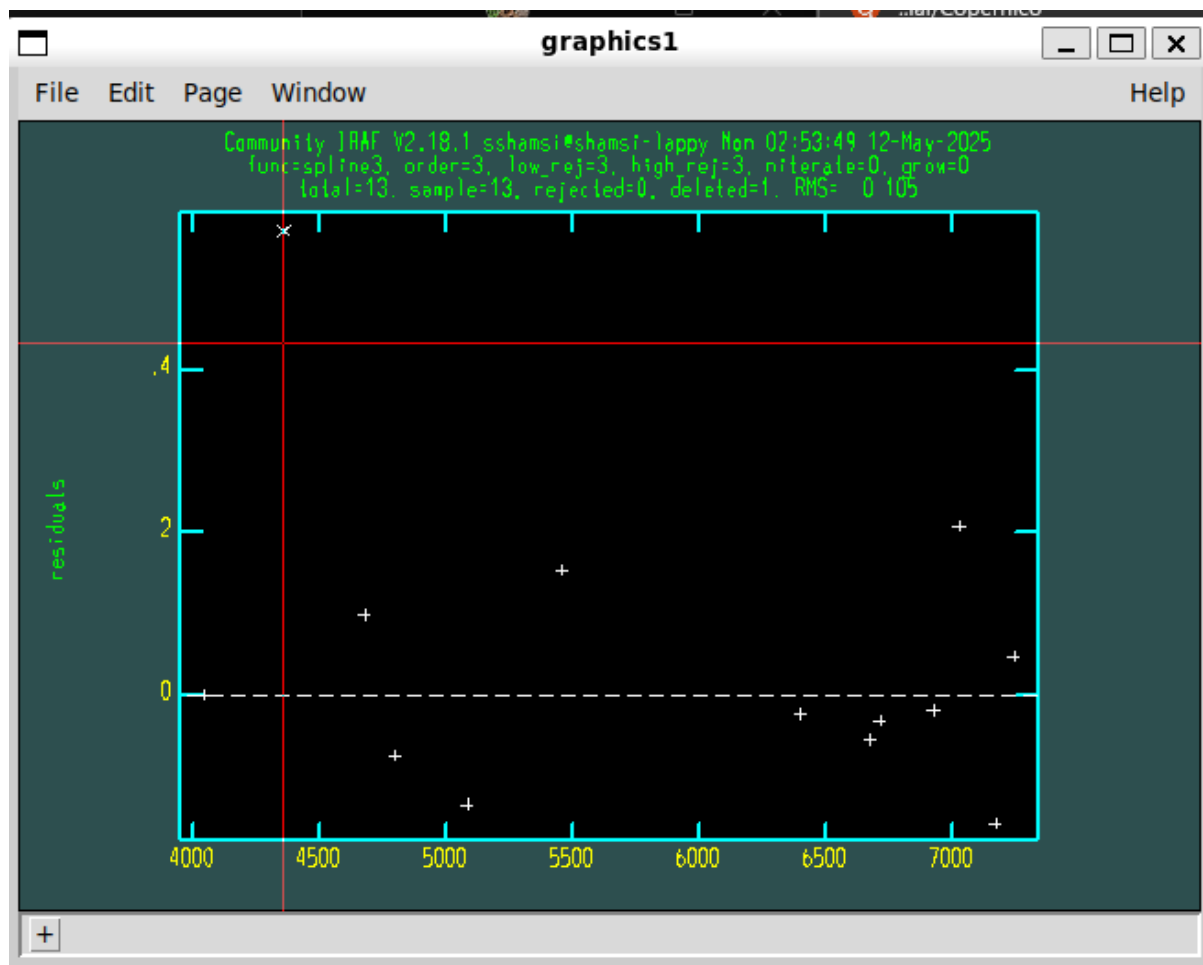 ..iai/Copernico
graphics1
File Edit Page Window Help
Community IRAF V2.18.1 sshamsi@shamsi-lappy Mon 02:53:49 12-May-2025
func=spline3, order=3, low_rej=3, high_rej=3, niterate=0, grow=0
total=13. sample=13, rejected=0, deleted=1. RMS= 0 105
.4
residuals
2
0
4000 4500 5000 5500 6000 6500 7000
+